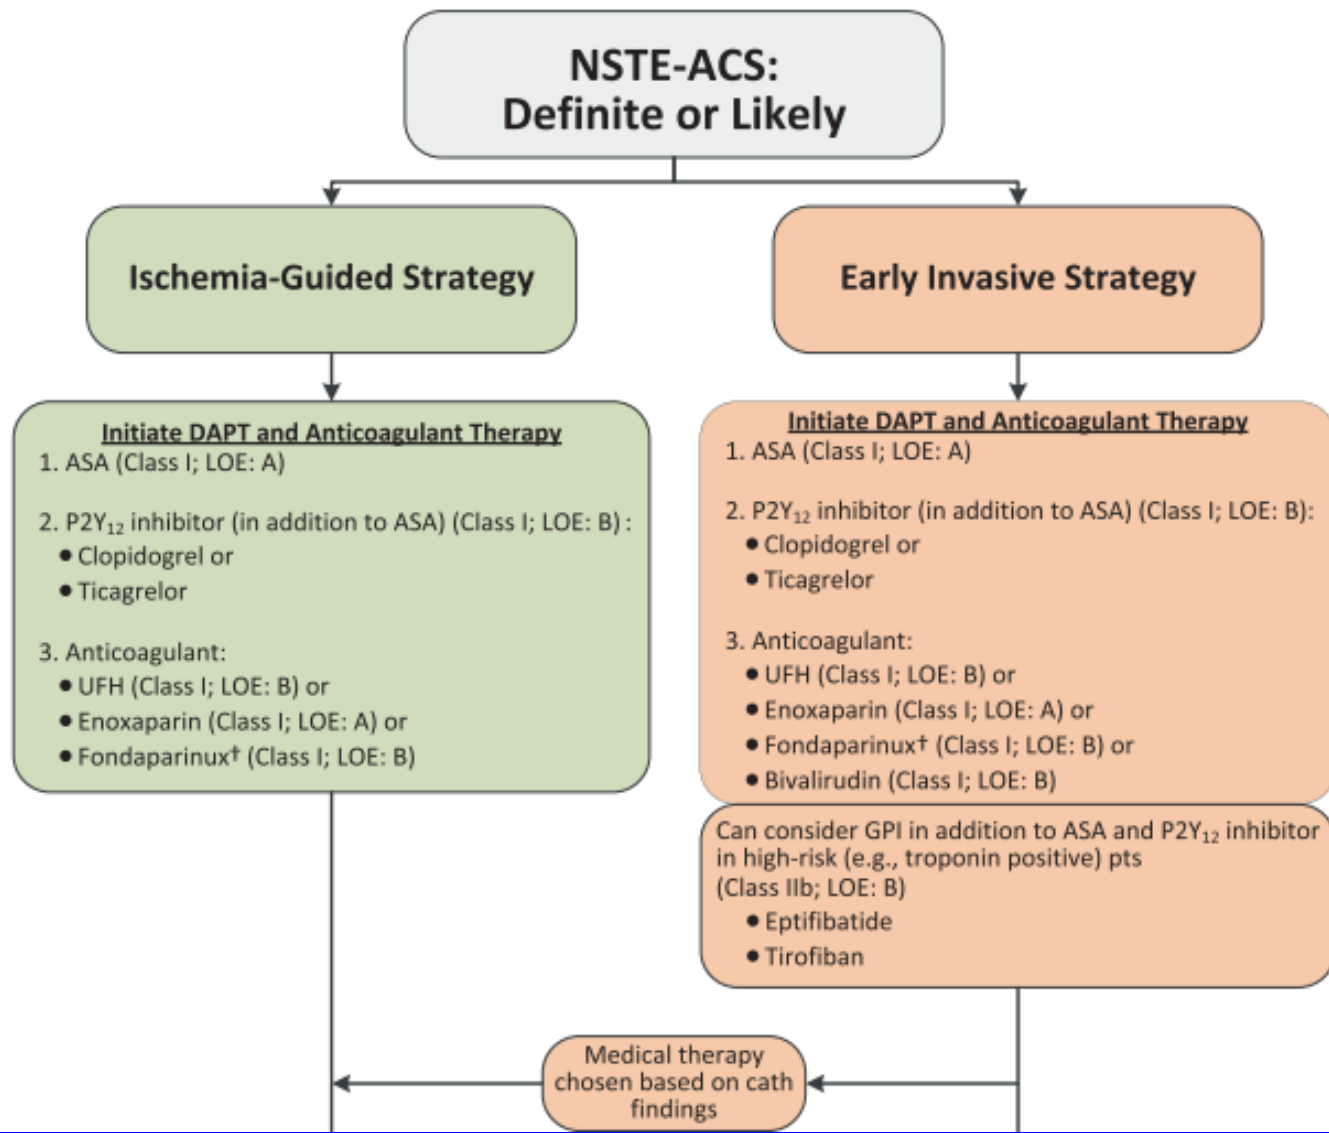 NSTE-ACS:
Definite or Likely
Ischemia-Guided Strategy
Early Invasive Strategy
Initiate DAPT and Anticoagulant Therapy
1. ASA (Class I; LOE: A)
2. P2Y₁₂ inhibitor (in addition to ASA) (Class I; LOE: B) :
• Clopidogrel or
• Ticagrelor
3. Anticoagulant:
• UFH (Class I; LOE: B) or
• Enoxaparin (Class I; LOE: A) or
• Fondaparinux† (Class I; LOE: B)
Initiate DAPT and Anticoagulant Therapy
1. ASA (Class I; LOE: A)
2. P2Y₁₂ inhibitor (in addition to ASA) (Class I; LOE: B):
• Clopidogrel or
• Ticagrelor
3. Anticoagulant:
• UFH (Class I; LOE: B) or
• Enoxaparin (Class I; LOE: A) or
• Fondaparinux† (Class I; LOE: B) or
• Bivalirudin (Class I; LOE: B)
Can consider GPI in addition to ASA and P2Y₁₂ inhibitor
in high-risk (e.g., troponin positive) pts
(Class IIb; LOE: B)
• Eptifibatide
• Tirofiban
Medical therapy
chosen based on cath
findings